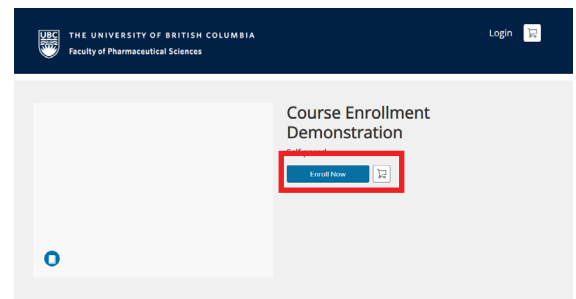 UBC
THE UNIVERSITY OF BRITISH COLUMBIA
Faculty of Pharmaceutical Sciences
Login
Course Enrollment
Demonstration
Enroll Now